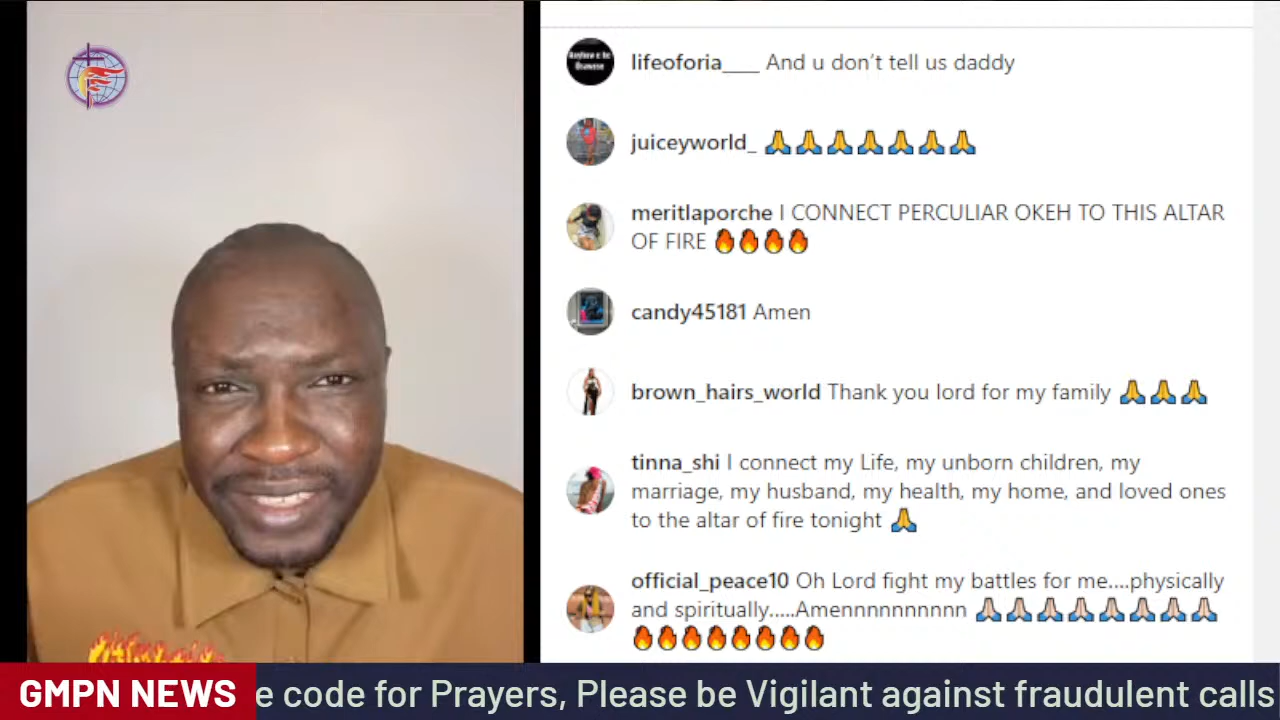 lifeoforia____ And u don't tell us daddy
juiceyworld_ 🙏🙏🙏🙏🙏🙏🙏
meritlaporche I CONNECT PERCULIAR OKEH TO THIS ALTAR
OF FIRE 🔥🔥🔥🔥
candy45181 Amen
brown_hairs_world Thank you lord for my family 🙏🙏🙏
tinna_shi I connect my Life, my unborn children, my
marriage, my husband, my health, my home, and loved ones
to the altar of fire tonight 🙏
official_peace10 Oh Lord fight my battles for me....physically
and spiritually.....Amennnnnnnnnn 🙏🏻🙏🏻🙏🏻🙏🏻🙏🏻🙏🏻🙏🏻🙏🏻
🔥🔥🔥🔥🔥🔥🔥🔥
GMPN NEWS e code for Prayers, Please be Vigilant against fraudulent calls